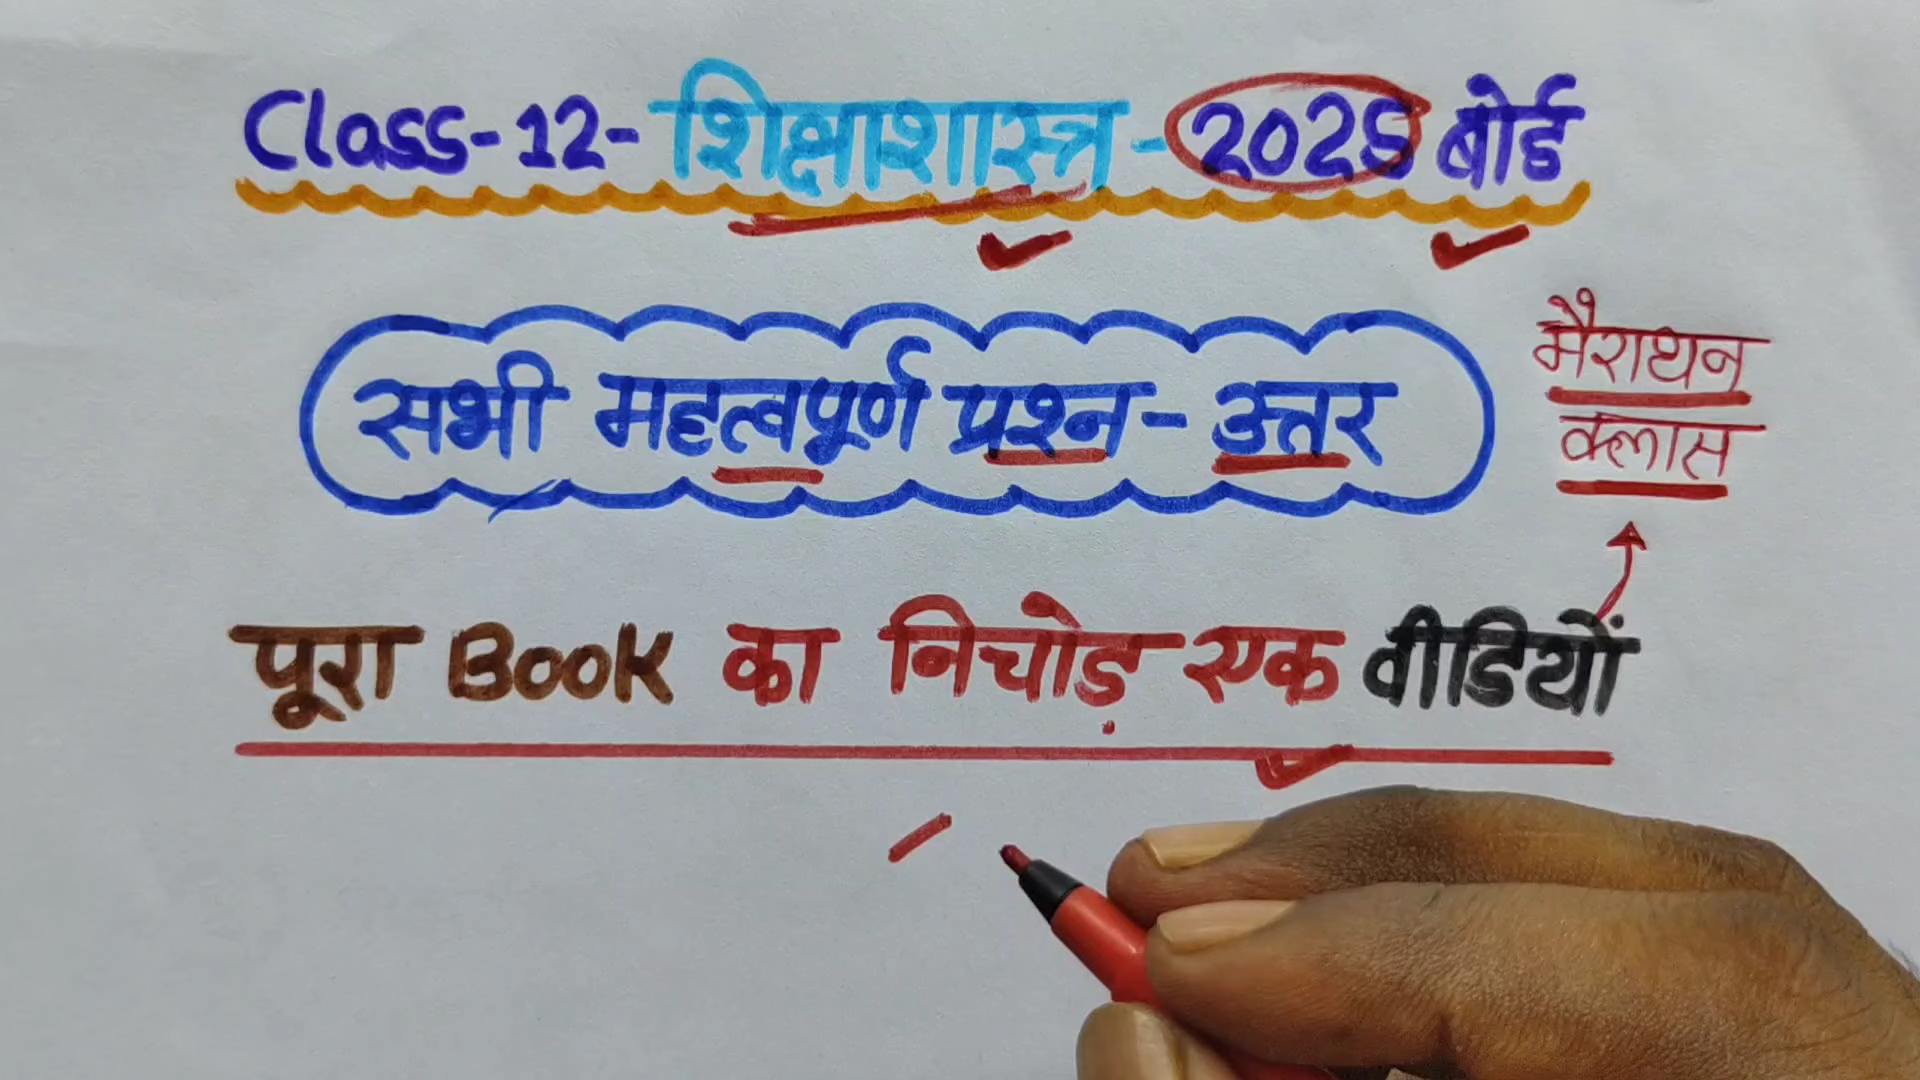 Class-12- शिक्षाशास्त्र - 2025 बोर्ड
सभी महत्वपूर्ण प्रश्न - उत्तर
मैराथन
क्लास
पूरा Book का निचोड़ एक वीडियों